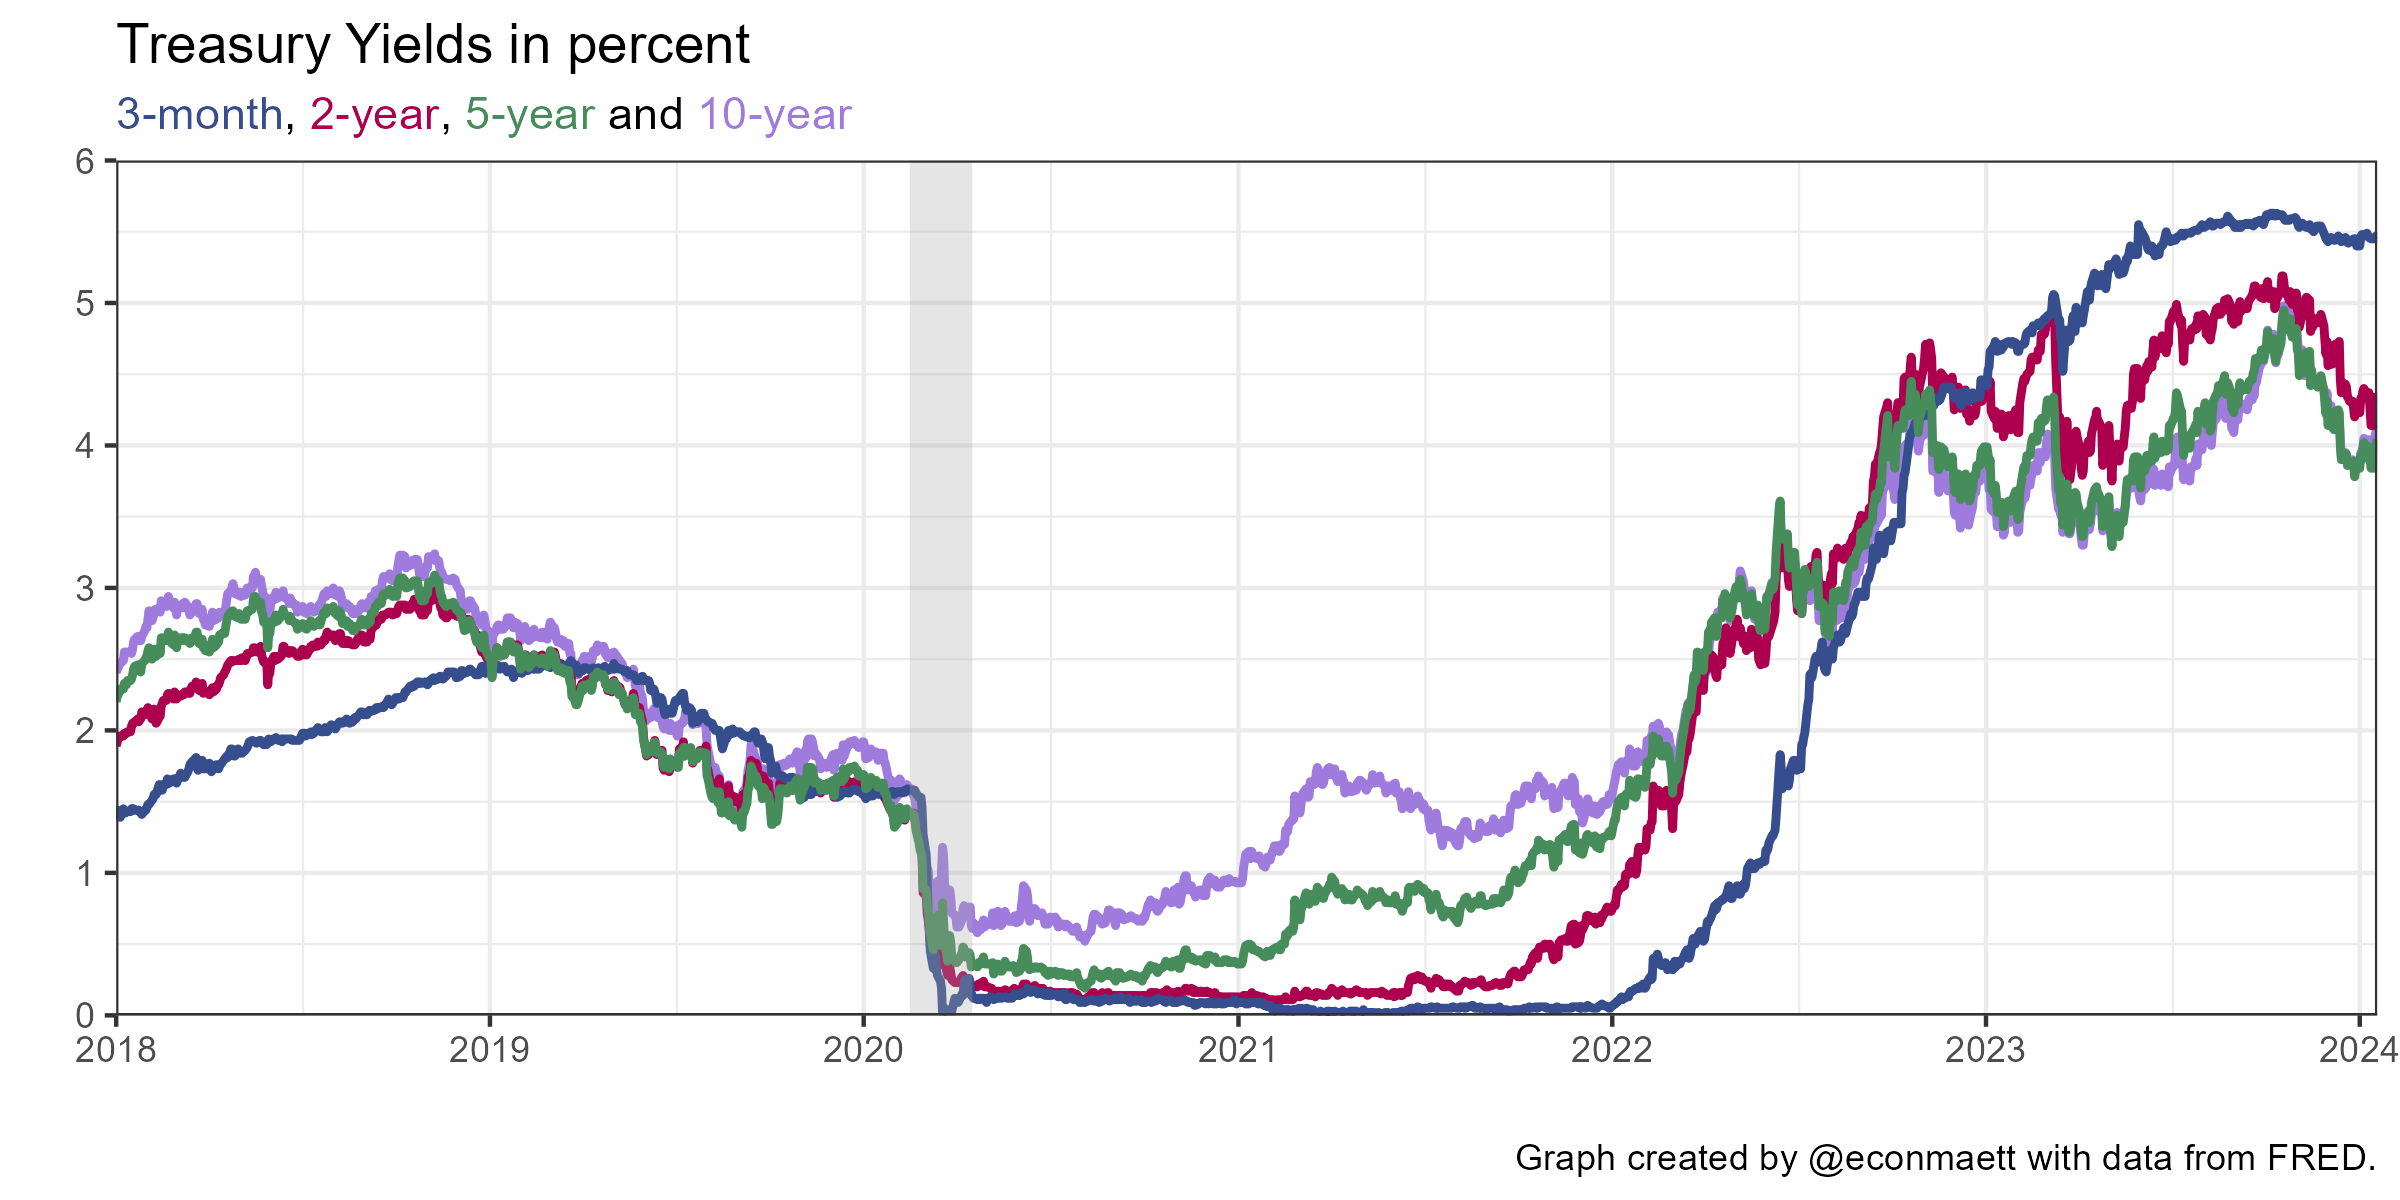 Treasury Yields in percent
3-month, 2-year, 5-year and 10-year
6
5
4
3
2
1
0
2018 2019 2020 2021 2022 2023 2024
Graph created by @econmaett with data from FRED.